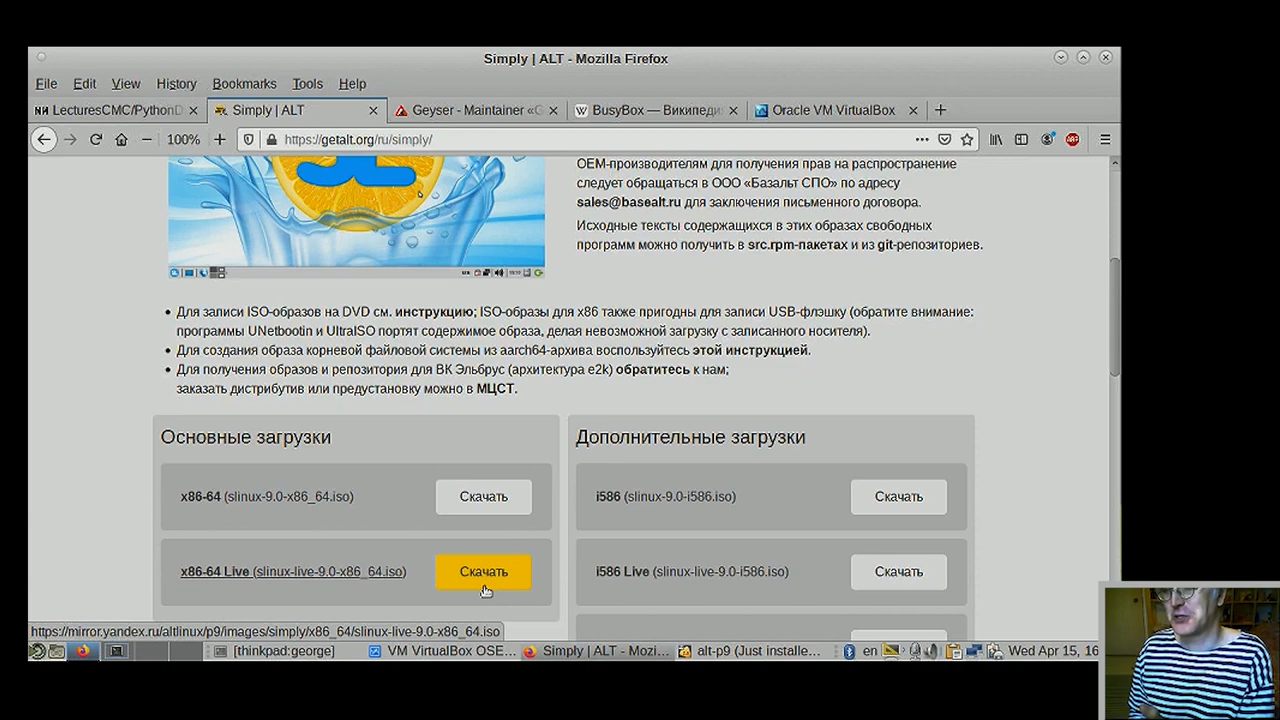 Simply | ALT - Mozilla Firefox
File Edit View History Bookmarks Tools Help
LecturesCMC/PythonD
Simply | ALT
Geyser - Maintainer «G
BusyBox — Википедия
Oracle VM VirtualBox
100%
https://getalt.org/ru/simply/
OEM-производителям для получения прав на распространение
следует обращаться в ООО «Базальт СПО» по адресу
sales@basealt.ru для заключения письменного договора.
Исходные тексты содержащихся в этих образах свободных
программ можно получить в src.rpm-пакетах и из git-репозиториев.
Для записи ISO-образов на DVD см. инструкцию; ISO-образы для x86 также пригодны для записи USB-флэшку (обратите внимание:
программы UNetbootin и UltraISO портят содержимое образа, делая невозможной загрузку с записанного носителя).
Для создания образа корневой файловой системы из aarch64-архива воспользуйтесь этой инструкцией.
Для получения образов и репозитория для ВК Эльбрус (архитектура e2k) обратитесь к нам;
заказать дистрибутив или предустановку можно в МЦСТ.
Основные загрузки
x86-64 (slinux-9.0-x86_64.iso)
Скачать
x86-64 Live (slinux-live-9.0-x86_64.iso)
Скачать
Дополнительные загрузки
i586 (slinux-9.0-i586.iso)
Скачать
i586 Live (slinux-live-9.0-i586.iso)
Скачать
https://mirror.yandex.ru/altlinux/p9/images/simply/x86_64/slinux-live-9.0-x86_64.iso
[thinkpad:george]
VM VirtualBox OSE...
Simply | ALT - Mozi...
alt-p9 (Just installe...
en
Wed Apr 15, 16